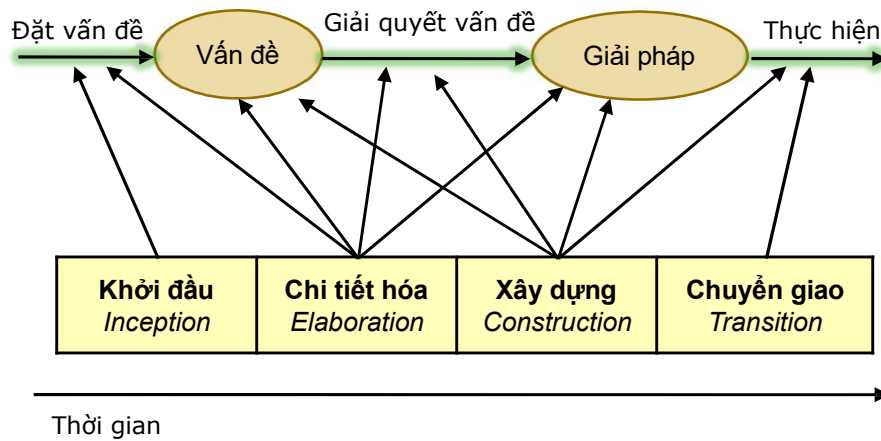 Đặt vấn đề
Vấn đề
Giải quyết vấn đề
Giải pháp
Thực hiện
Khởi đầu
Inception
Chi tiết hóa
Elaboration
Xây dựng
Construction
Chuyển giao
Transition
Thời gian